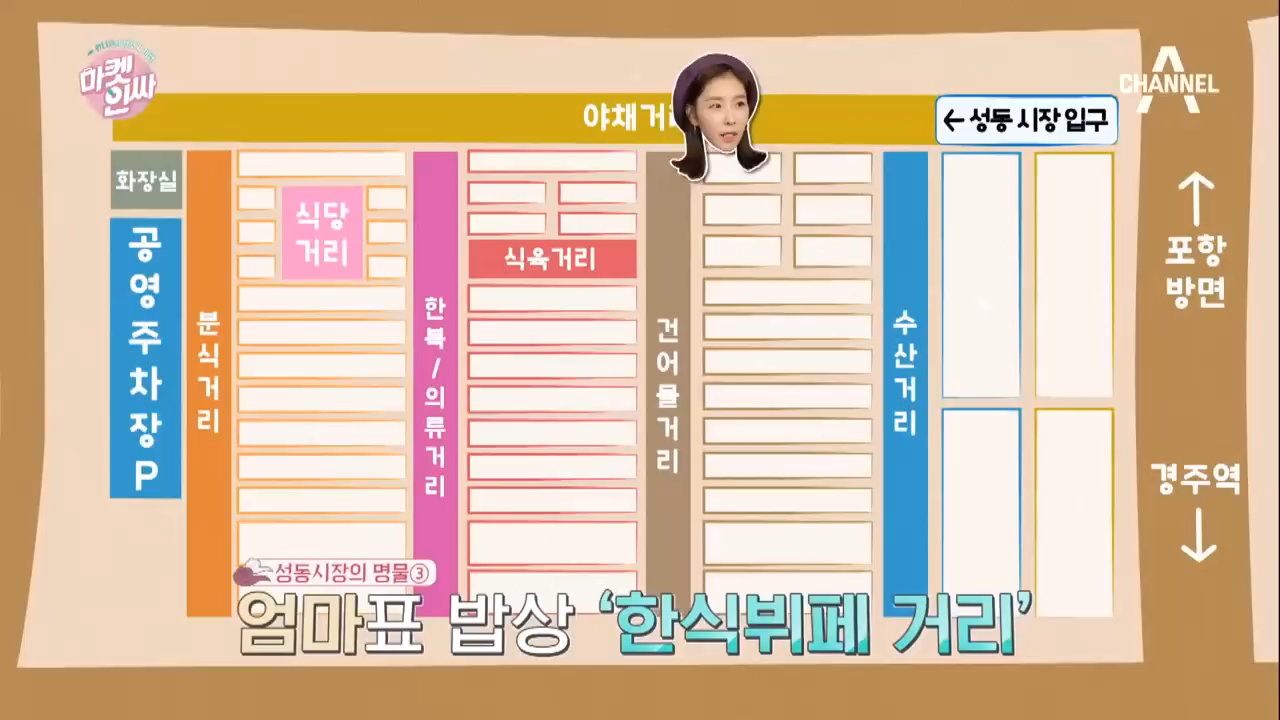 마켓
인싸
CHANNEL A
야채거리
← 성동 시장 입구
화장실
공영주차장P
분식거리
식당
거리
한복/의류거리
식육거리
건어물거리
수산거리
↑
포항
방면
경주역
↓
성동시장의 명물③
엄마표 밥상 ‘한식뷔페 거리’